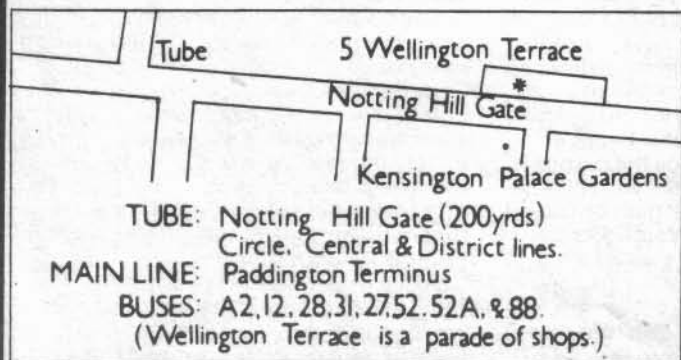 Tube 5 Wellington Terrace
*
Notting Hill Gate
Kensington Palace Gardens
TUBE: Notting Hill Gate (200yrds)
Circle. Central & District lines.
MAIN LINE: Paddington Terminus
BUSES: A2, 12, 28, 31, 27, 52, 52A, & 88.
(Wellington Terrace is a parade of shops.)